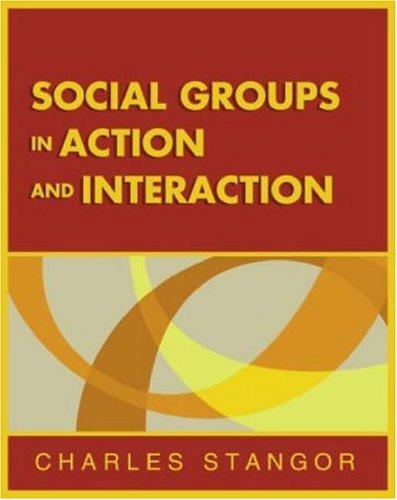 SOCIAL GROUPS
IN ACTION
AND INTERACTION
CHARLES STANGOR